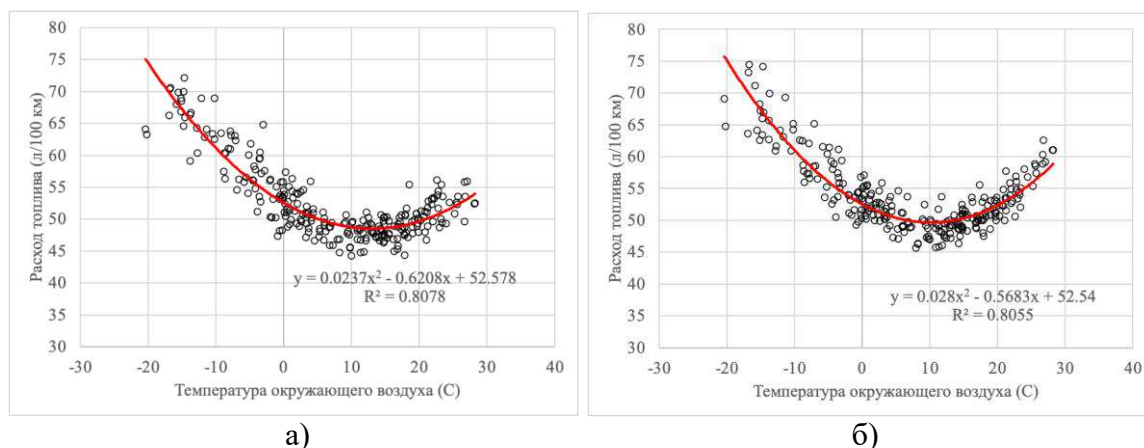 Расход топлива (л/100 км)
80
75
70
65
60
55
50
45
40
35
30
y = 0.0237x² - 0.6208x + 52.578
R² = 0.8078
-30 -20 -10 0 10 20 30 40
Температура окружающего воздуха (С)
а)
Расход топлива (л/100 км)
80
75
70
65
60
55
50
45
40
35
30
y = 0.028x² - 0.5683x + 52.54
R² = 0.8055
-30 -20 -10 0 10 20 30 40
Температура окружающего воздуха (С)
б)